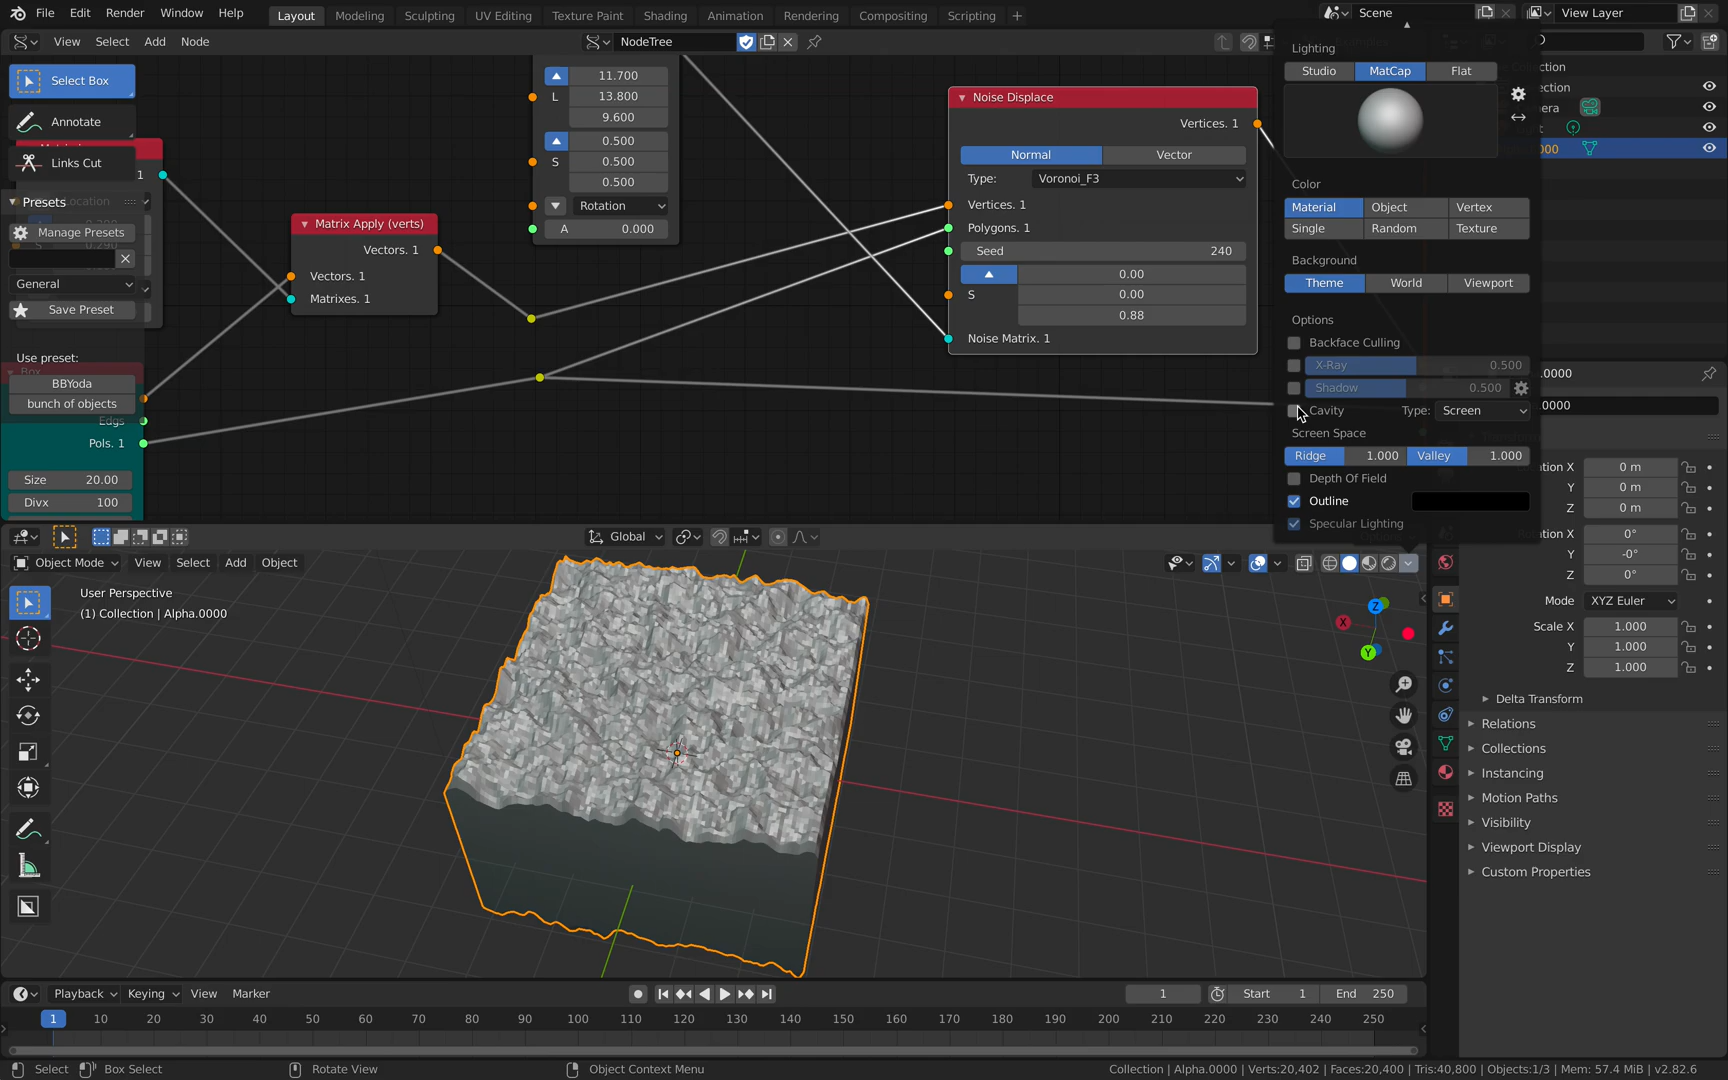 File Edit Render Window Help Layout Modeling Sculpting UV Editing Texture Paint Shading Animation Rendering Compositing Scripting + Scene View Layer
View Select Add Node NodeTree
Select Box
Annotate
Links Cut
1
Presets
Manage Presets
General
Save Preset
Use preset:
BBYoda
bunch of objects
Box
Edgs
Pols. 1
Size 20.00
Divx 100
Matrix Apply (verts)
Vectors. 1
Vectors. 1
Matrixes. 1
11.700
L 13.800
9.600
0.500
S 0.500
0.500
Rotation
A 0.000
Noise Displace
Vertices. 1
Normal Vector
Type: Voronoi_F3
Vertices. 1
Polygons. 1
Seed 240
0.00
S 0.00
0.88
Noise Matrix. 1
Lighting
Studio MatCap Flat
Color
Material Object Vertex
Single Random Texture
Background
Theme World Viewport
Options
Backface Culling
X-Ray 0.500
Shadow 0.500
Cavity Type: Screen
Screen Space
Ridge 1.000 Valley 1.000
Depth Of Field
Outline
Specular Lighting
Global
Object Mode View Select Add Object
User Perspective
(1) Collection | Alpha.0000
Z
X
Y
0 m
Y 0 m
Z 0 m
0°
Y -0°
Z 0°
Mode XYZ Euler
Scale X 1.000
Y 1.000
Z 1.000
Delta Transform
Relations
Collections
Instancing
Motion Paths
Visibility
Viewport Display
Custom Properties
Playback Keying View Marker 1 Start 1 End 250
1 10 20 30 40 50 60 70 80 90 100 110 120 130 140 150 160 170 180 190 200 210 220 230 240 250
Select Box Select Rotate View Object Context Menu Collection | Alpha.0000 | Verts:20,402 | Faces:20,400 | Tris:40,800 | Objects:1/3 | Mem: 57.4 MiB | v2.82.6